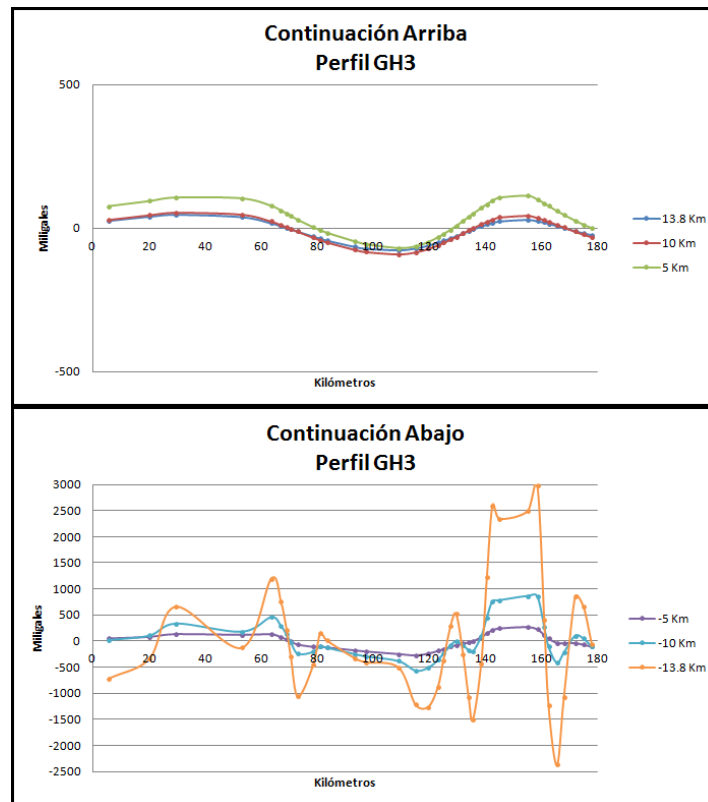 Continuación Arriba
Perfil GH3
500
0
-500
Miligales
0 20 40 60 80 100 120 140 160 180
Kilómetros
13.8 Km
10 Km
5 Km
Continuación Abajo
Perfil GH3
3000
2500
2000
1500
1000
500
0
-500
-1000
-1500
-2000
-2500
Miligales
0 20 40 60 80 100 120 140 160 180
Kilómetros
-5 Km
-10 Km
-13.8 Km